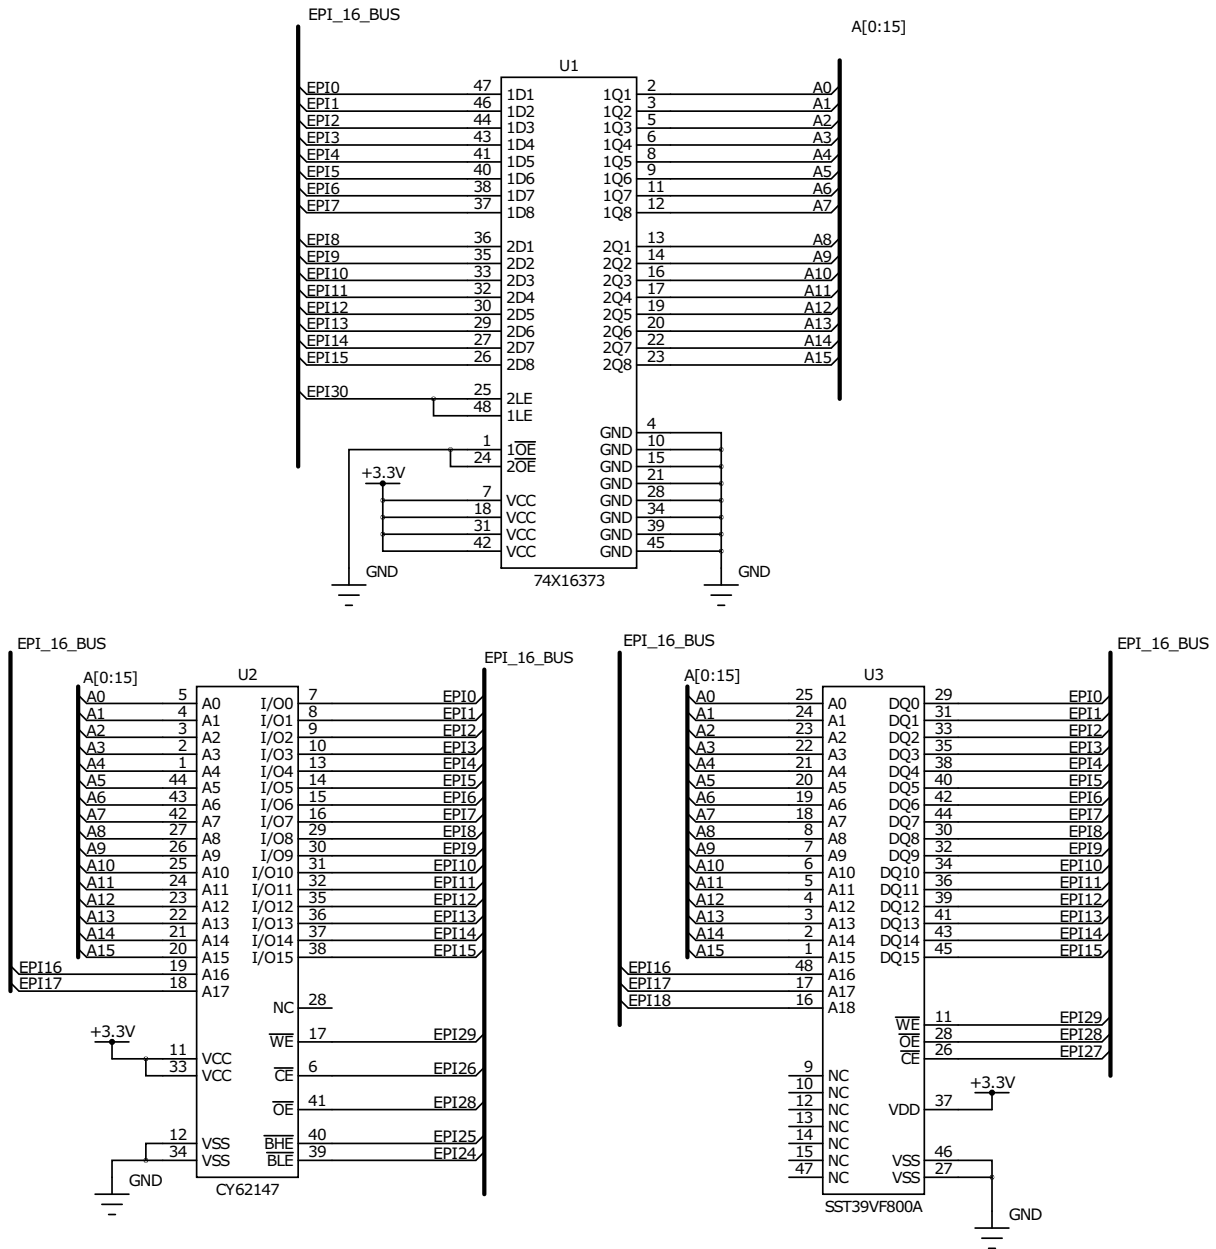 EPI_16_BUS
A[0:15]
U1
EPI0 47 1D1 1Q1 2 A0
EPI1 46 1D2 1Q2 3 A1
EPI2 44 1D3 1Q3 5 A2
EPI3 43 1D4 1Q4 6 A3
EPI4 41 1D5 1Q5 8 A4
EPI5 40 1D6 1Q6 9 A5
EPI6 38 1D7 1Q7 11 A6
EPI7 37 1D8 1Q8 12 A7
EPI8 36 2D1 2Q1 13 A8
EPI9 35 2D2 2Q2 14 A9
EPI10 33 2D3 2Q3 16 A10
EPI11 32 2D4 2Q4 17 A11
EPI12 30 2D5 2Q5 19 A12
EPI13 29 2D6 2Q6 20 A13
EPI14 27 2D7 2Q7 22 A14
EPI15 26 2D8 2Q8 23 A15
EPI30 25 2LE
48 1LE
GND 4
1 1OE GND 10
24 2OE GND 15
+3.3V GND 21
7 VCC GND 28
18 VCC GND 34
31 VCC GND 39
42 VCC GND 45
GND 74X16373 GND
EPI_16_BUS
EPI_16_BUS
A[0:15] U2
A0 5 A0 I/O0 7 EPI0
A1 4 A1 I/O1 8 EPI1
A2 3 A2 I/O2 9 EPI2
A3 2 A3 I/O3 10 EPI3
A4 1 A4 I/O4 13 EPI4
A5 44 A5 I/O5 14 EPI5
A6 43 A6 I/O6 15 EPI6
A7 42 A7 I/O7 16 EPI7
A8 27 A8 I/O8 29 EPI8
A9 26 A9 I/O9 30 EPI9
A10 25 A10 I/O10 31 EPI10
A11 24 A11 I/O11 32 EPI11
A12 23 A12 I/O12 35 EPI12
A13 22 A13 I/O13 36 EPI13
A14 21 A14 I/O14 37 EPI14
A15 20 A15 I/O15 38 EPI15
EPI16 19 A16
EPI17 18 A17
NC 28
+3.3V WE 17 EPI29
11 VCC
33 VCC CE 6 EPI26
OE 41 EPI28
12 VSS BHE 40 EPI25
34 VSS BLE 39 EPI24
GND
CY62147
EPI_16_BUS
EPI_16_BUS
A[0:15] U3
A0 25 A0 DQ0 29 EPI0
A1 24 A1 DQ1 31 EPI1
A2 23 A2 DQ2 33 EPI2
A3 22 A3 DQ3 35 EPI3
A4 21 A4 DQ4 38 EPI4
A5 20 A5 DQ5 40 EPI5
A6 19 A6 DQ6 42 EPI6
A7 18 A7 DQ7 44 EPI7
A8 8 A8 DQ8 30 EPI8
A9 7 A9 DQ9 32 EPI9
A10 6 A10 DQ10 34 EPI10
A11 5 A11 DQ11 36 EPI11
A12 4 A12 DQ12 39 EPI12
A13 3 A13 DQ13 41 EPI13
A14 2 A14 DQ14 43 EPI14
A15 1 A15 DQ15 45 EPI15
EPI16 48 A16
EPI17 17 A17
EPI18 16 A18
WE 11 EPI29
OE 28 EPI28
CE 26 EPI27
9 NC
10 NC +3.3V
12 NC VDD 37
13 NC
14 NC
15 NC VSS 46
47 NC VSS 27
SST39VF800A GND